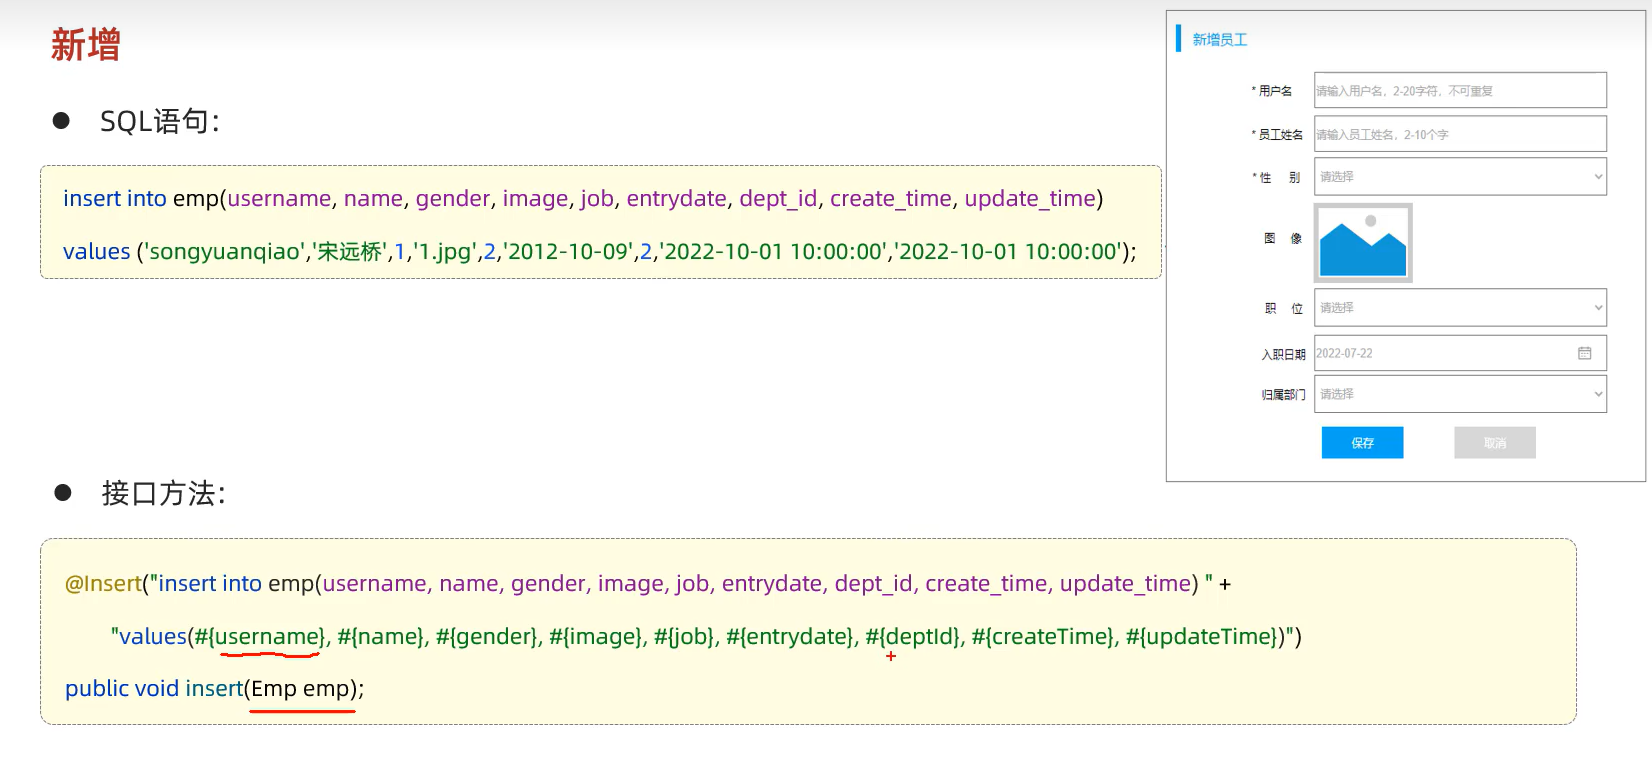 新增
● SQL语句：
insert into emp(username, name, gender, image, job, entrydate, dept_id, create_time, update_time)
values ('songyuanqiao','宋远桥',1,'1.jpg',2,'2012-10-09',2,'2022-10-01 10:00:00','2022-10-01 10:00:00');
新增员工
* 用户名 请输入用户名，2-20字符，不可重复
* 员工姓名 请输入员工姓名，2-10个字
* 性 别 请选择
图 像
职 位 请选择
入职日期 2022-07-22
归属部门 请选择
保存 取消
● 接口方法：
@Insert("insert into emp(username, name, gender, image, job, entrydate, dept_id, create_time, update_time) " +
"values(#{username}, #{name}, #{gender}, #{image}, #{job}, #{entrydate}, #{deptId}, #{createTime}, #{updateTime})")
public void insert(Emp emp);